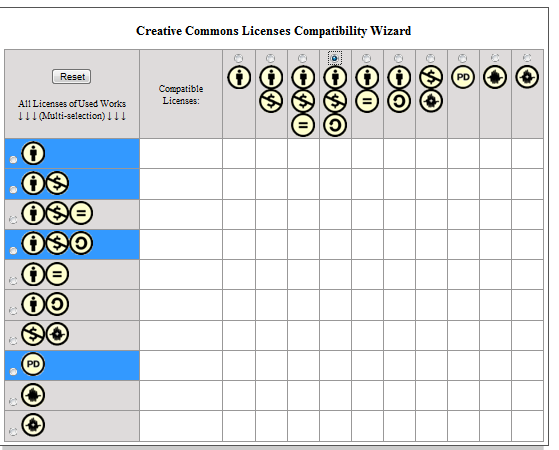 Creative Commons Licenses Compatibility Wizard
Reset
All Licenses of Used Works
↓↓↓(Multi-selection)↓↓↓
Compatible
Licenses:
PD
PD